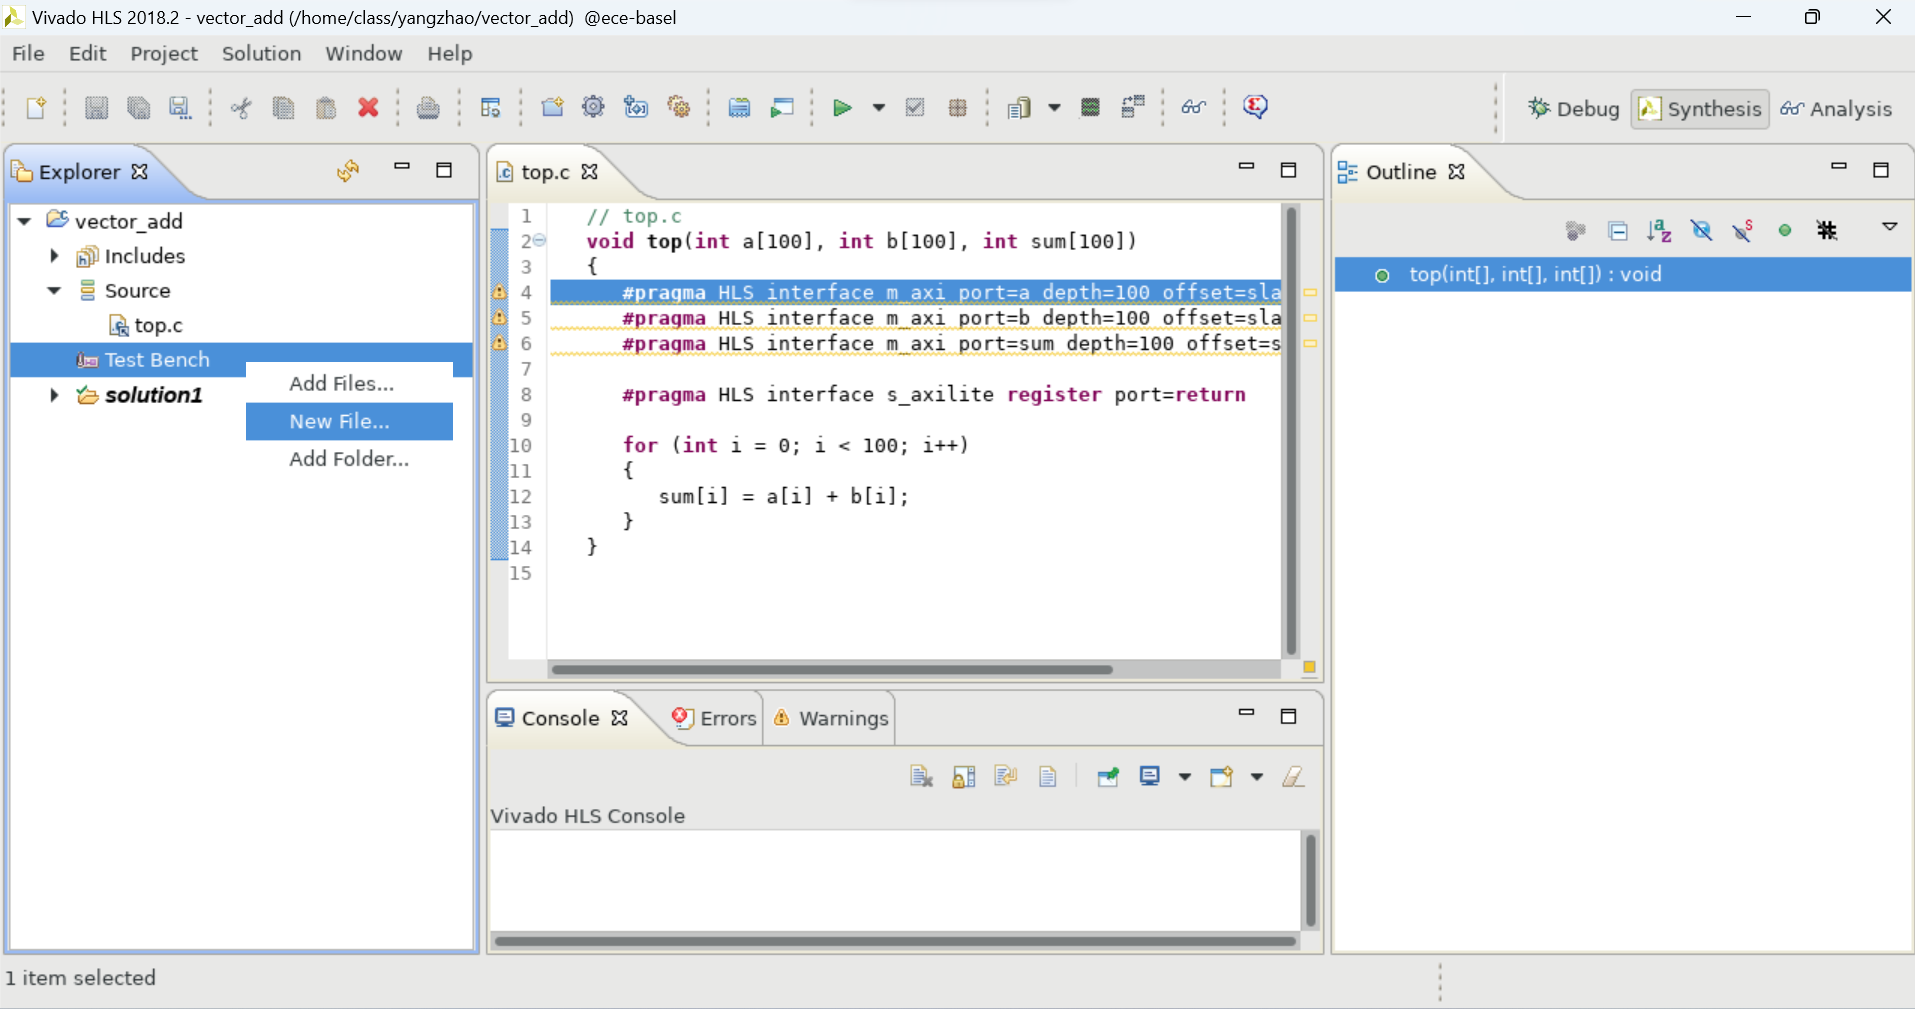 Vivado HLS 2018.2 - vector_add (/home/class/yangzhao/vector_add) @ece-basel
File Edit Project Solution Window Help
Debug Synthesis Analysis
Explorer
vector_add
Includes
Source
top.c
Test Bench
solution1
Add Files...
New File...
Add Folder...
top.c
1 // top.c
2 void top(int a[100], int b[100], int sum[100])
3 {
4 #pragma HLS interface m_axi port=a depth=100 offset=sla
5 #pragma HLS interface m_axi port=b depth=100 offset=sla
6 #pragma HLS interface m_axi port=sum depth=100 offset=s
7
8 #pragma HLS interface s_axilite register port=return
9
10 for (int i = 0; i < 100; i++)
11 {
12 sum[i] = a[i] + b[i];
13 }
14 }
15
Outline
top(int[], int[], int[]) : void
Console Errors Warnings
Vivado HLS Console
1 item selected